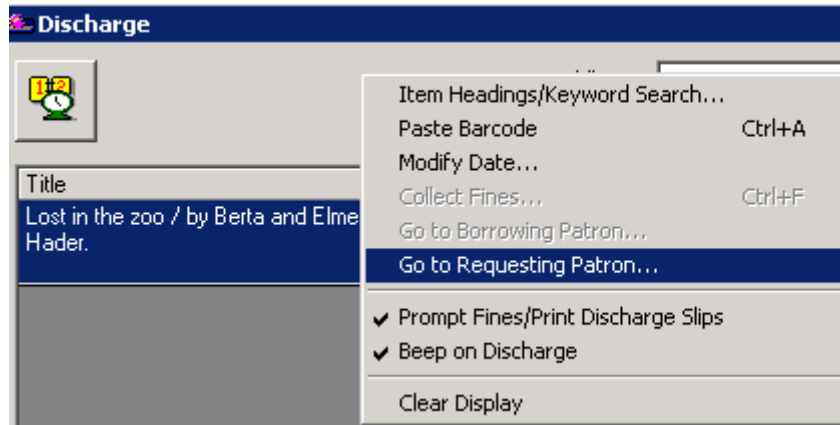 Discharge
1 2
Item Headings/Keyword Search...
Paste Barcode Ctrl+A
Modify Date...
Collect Fines... Ctrl+F
Go to Borrowing Patron...
Go to Requesting Patron...
Prompt Fines/Print Discharge Slips
Beep on Discharge
Clear Display
Title
Lost in the zoo / by Berta and Elme
Hader.